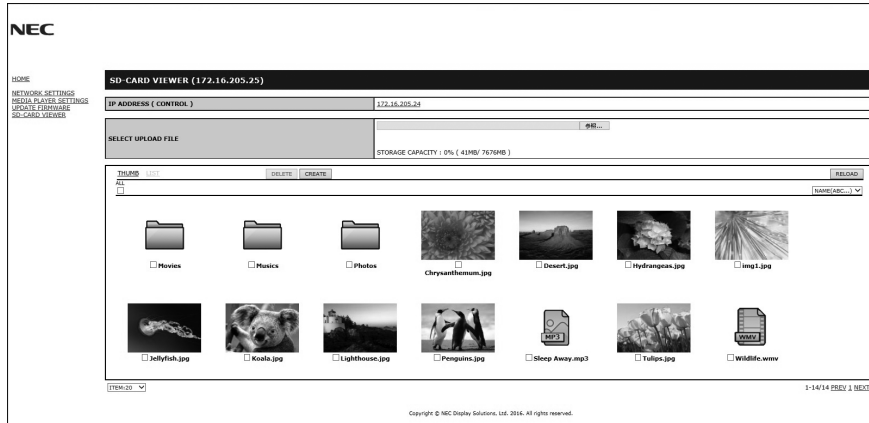 NEC
HOME
NETWORK SETTINGS
MEDIA PLAYER SETTINGS
UPDATE FIRMWARE
SD-CARD VIEWER
SD-CARD VIEWER (172.16.205.25)
IP ADDRESS ( CONTROL )
172.16.205.24
SELECT UPLOAD FILE
参照...
STORAGE CAPACITY : 0% ( 41MB/ 7676MB )
THUMB LIST DELETE CREATE RELOAD
ALL
NAME(ABC...)
Movies Musics Photos Chrysanthemum.jpg Desert.jpg Hydrangeas.jpg img1.jpg
MP3 WMV
Jellyfish.jpg Koala.jpg Lighthouse.jpg Penguins.jpg Sleep Away.mp3 Tulips.jpg Wildlife.wmv
ITEM:20 1-14/14 PREV 1 NEXT
Copyright © NEC Display Solutions, Ltd. 2016. All rights reserved.